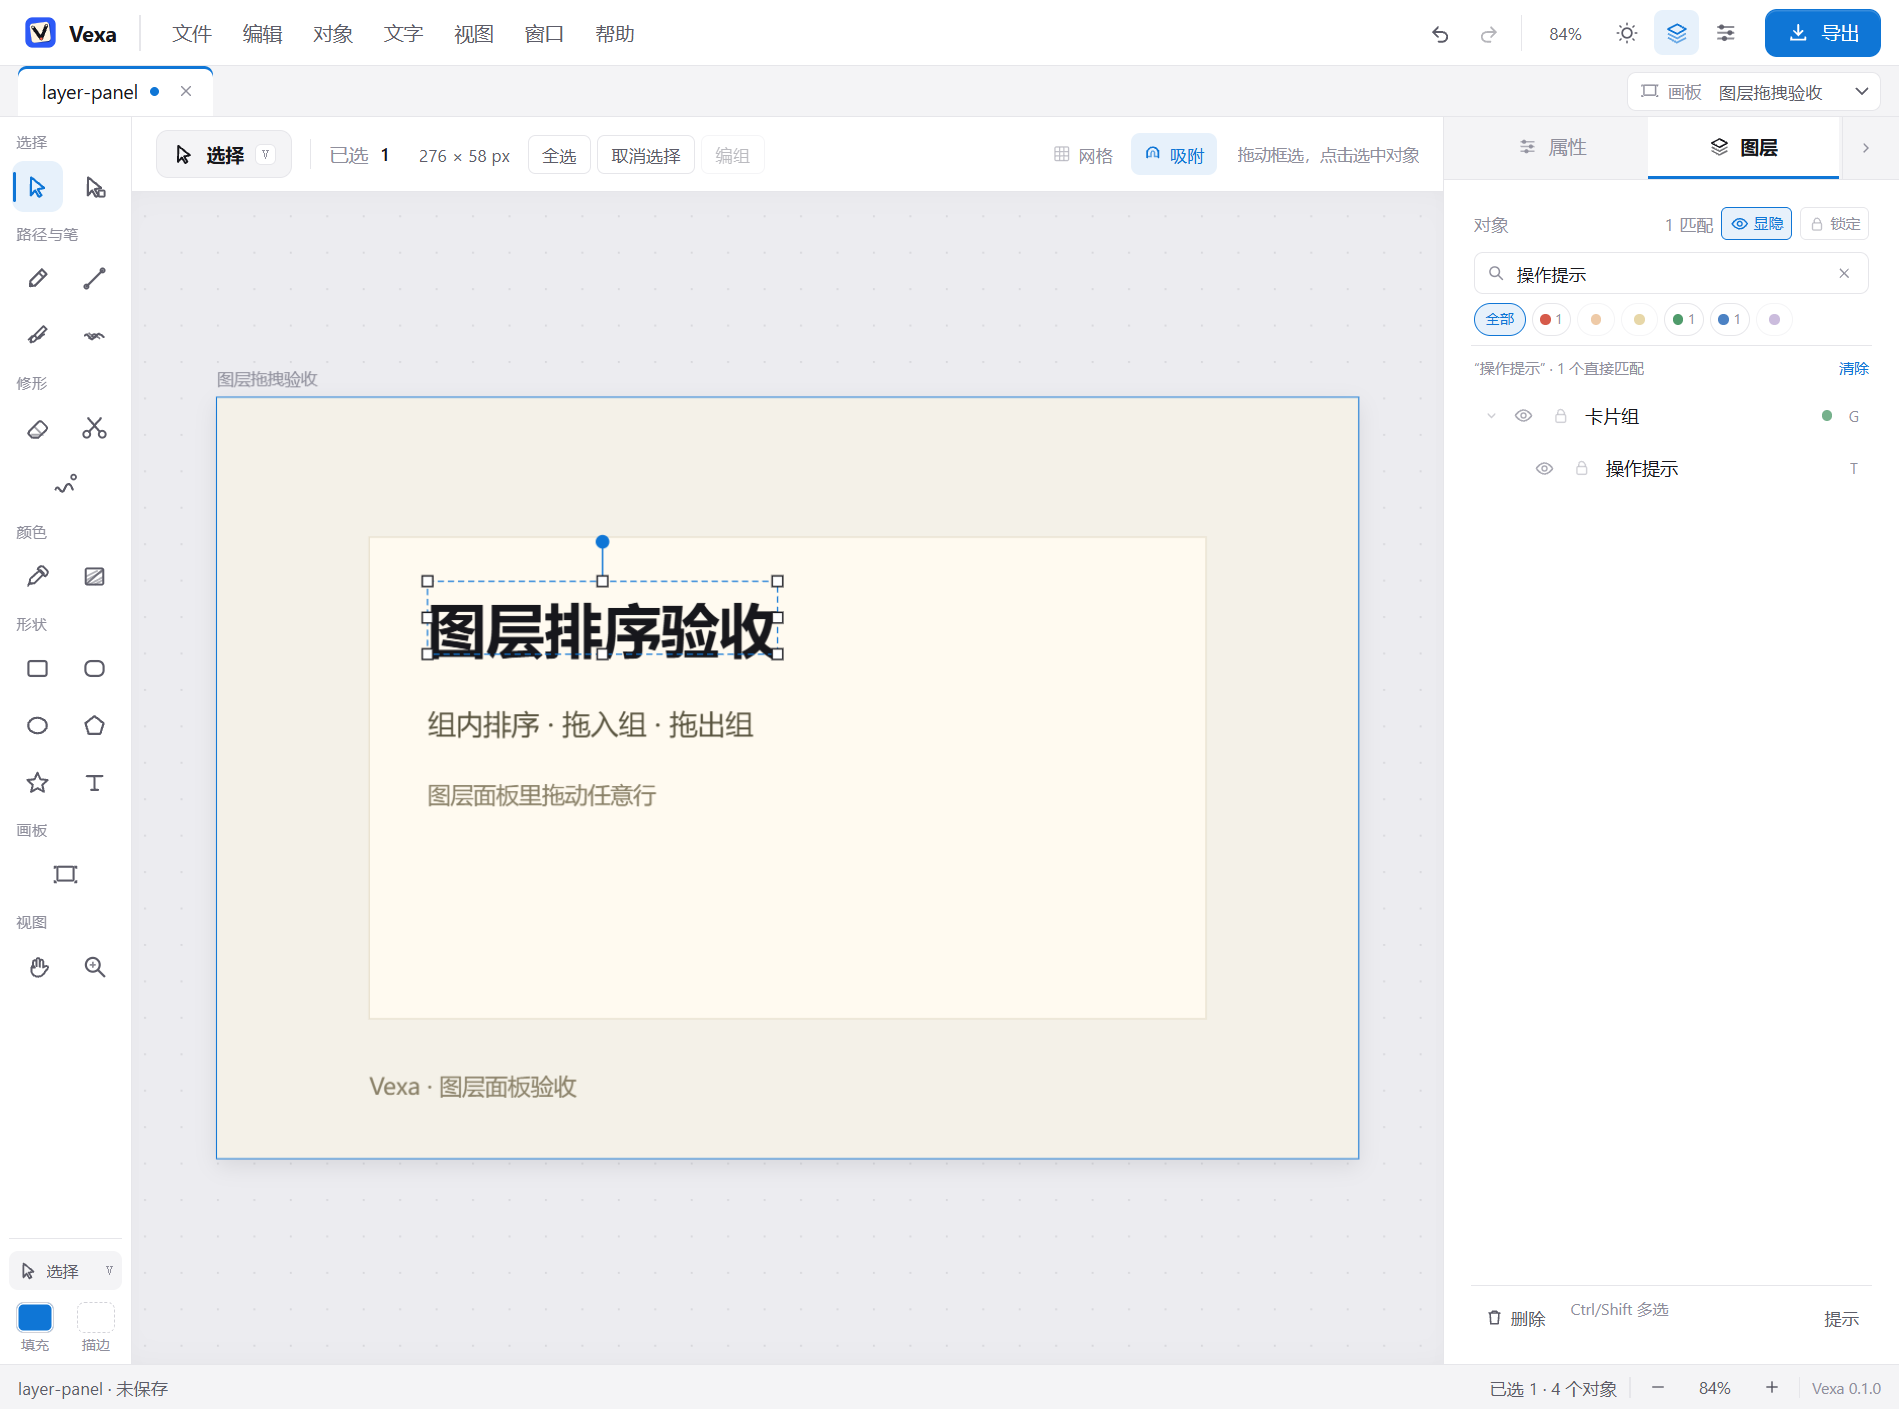 Vexa 文件 编辑 对象 文字 视图 窗口 帮助 84% 导出
layer-panel 画板 图层拖拽验收
选择
路径与笔
修形
颜色
形状
画板
视图
选择 V
填充 描边
选择 V 已选 1 276 × 58 px 全选 取消选择 编组 网格 吸附 拖动框选，点击选中对象
图层拖拽验收
图层排序验收
组内排序 · 拖入组 · 拖出组
图层面板里拖动任意行
Vexa · 图层面板验收
属性 图层
对象 1 匹配 显隐 锁定
操作提示
全部 1 1 1
“操作提示” · 1 个直接匹配 清除
卡片组 G
操作提示 T
删除 Ctrl/Shift 多选 提示
layer-panel · 未保存 已选 1 · 4 个对象 84% Vexa 0.1.0